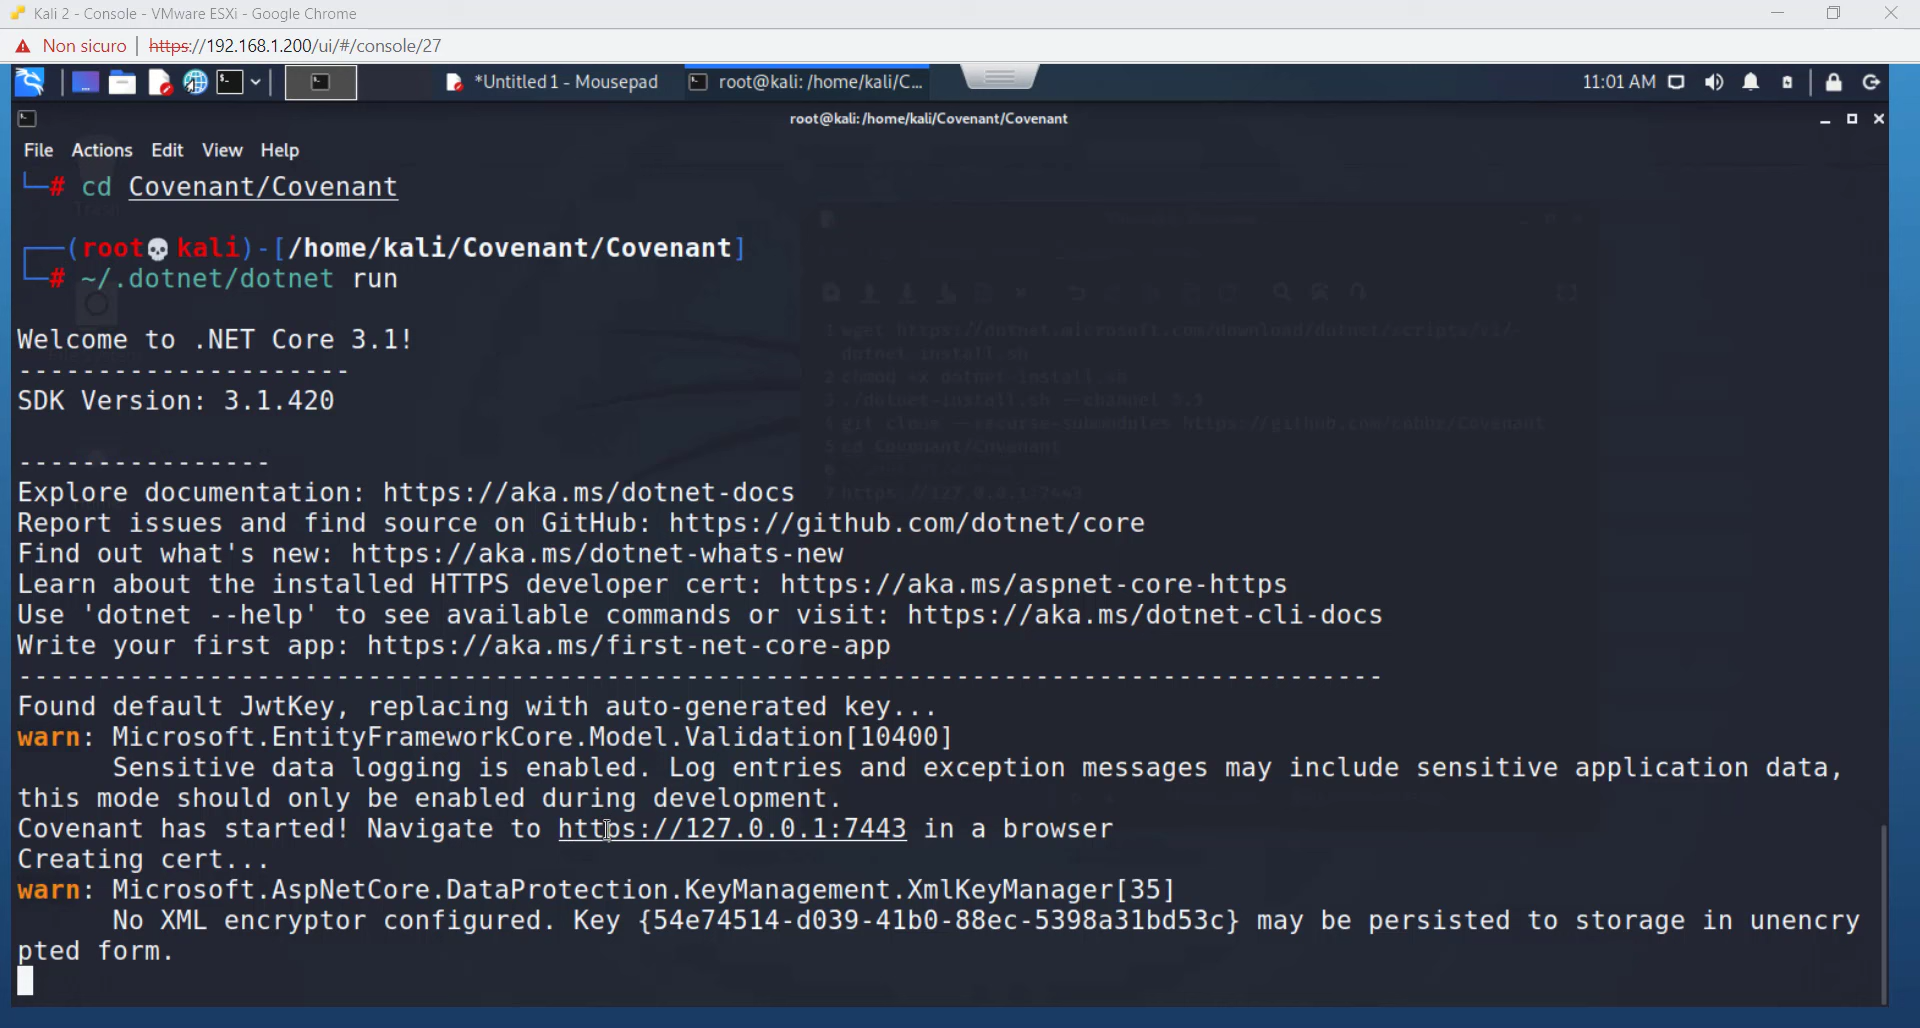 Kali 2 - Console - VMware ESXi - Google Chrome
Non sicuro | https://192.168.1.200/ui/#/console/27
*Untitled 1 - Mousepad
root@kali: /home/kali/C...
11:01 AM
root@kali: /home/kali/Covenant/Covenant
File Actions Edit View Help
└─# cd Covenant/Covenant
┌──(root💀kali)-[/home/kali/Covenant/Covenant]
└─# ~/.dotnet/dotnet run
Welcome to .NET Core 3.1!
---------------------
SDK Version: 3.1.420
----------------
Explore documentation: https://aka.ms/dotnet-docs
Report issues and find source on GitHub: https://github.com/dotnet/core
Find out what's new: https://aka.ms/dotnet-whats-new
Learn about the installed HTTPS developer cert: https://aka.ms/aspnet-core-https
Use 'dotnet --help' to see available commands or visit: https://aka.ms/dotnet-cli-docs
Write your first app: https://aka.ms/first-net-core-app
--------------------------------------------------------------------------------------
Found default JwtKey, replacing with auto-generated key...
warn: Microsoft.EntityFrameworkCore.Model.Validation[10400]
Sensitive data logging is enabled. Log entries and exception messages may include sensitive application data,
this mode should only be enabled during development.
Covenant has started! Navigate to https://127.0.0.1:7443 in a browser
Creating cert...
warn: Microsoft.AspNetCore.DataProtection.KeyManagement.XmlKeyManager[35]
No XML encryptor configured. Key {54e74514-d039-41b0-88ec-5398a31bd53c} may be persisted to storage in unencry
pted form.